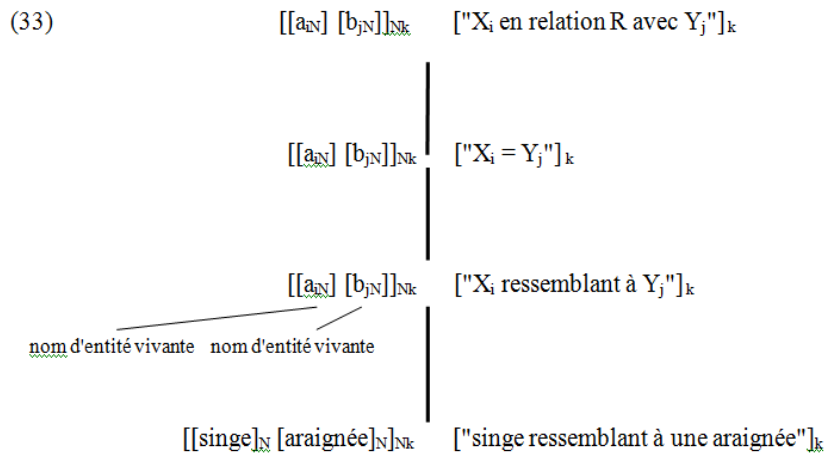 (33) [[aiN] [bjN]]Nk ["Xi en relation R avec Yj"]k
[[aiN] [bjN]]Nk ["Xi = Yj"]k
[[aiN] [bjN]]Nk ["Xi ressemblant à Yj"]k
nom d'entité vivante nom d'entité vivante
[[singe]N [araignée]N]Nk ["singe ressemblant à une araignée"]k